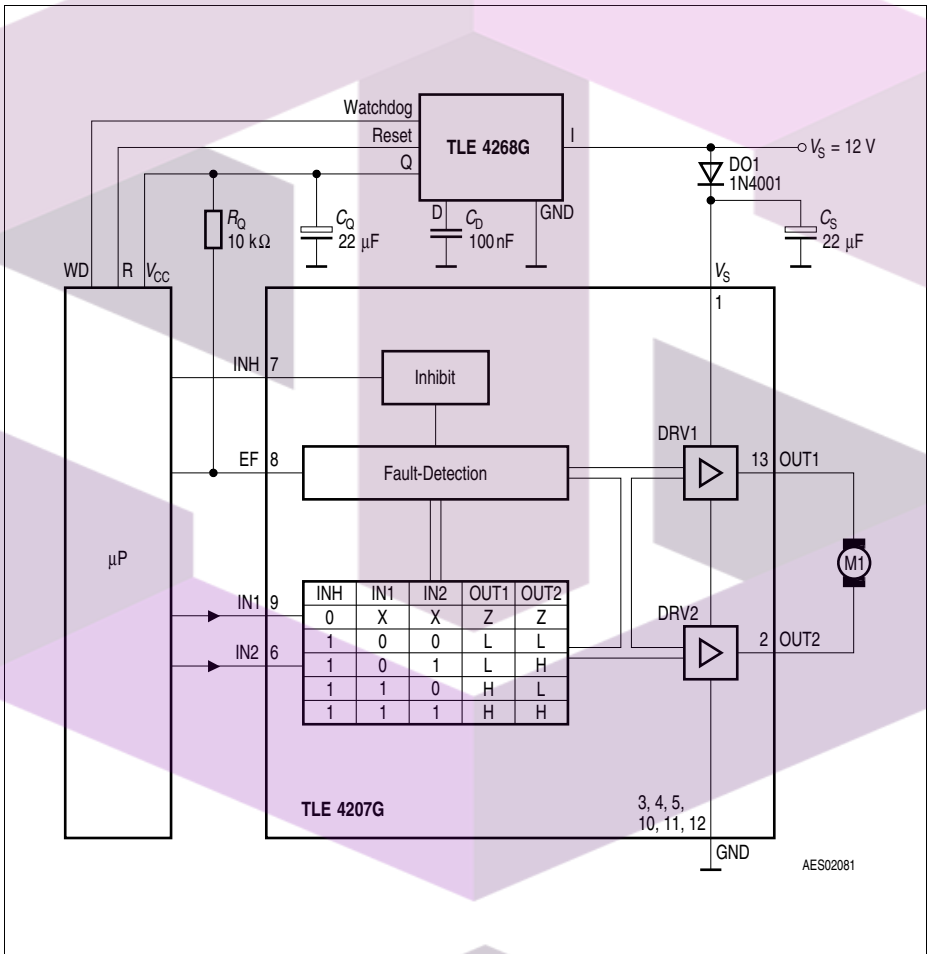 Watchdog
Reset
Q
TLE 4268G
I
V_S = 12 V
DO1
1N4001
D
C_D
100 nF
GND
R_Q
10 kΩ
C_Q
22 µF
C_S
22 µF
WD
R
V_CC
V_S
1
INH
7
Inhibit
DRV1
EF
8
Fault-Detection
13
OUT1
µP
M1
IN1
9
IN2
6
INH IN1 IN2 OUT1 OUT2
0 X X Z Z
1 0 0 L L
1 0 1 L H
1 1 0 H L
1 1 1 H H
DRV2
2
OUT2
TLE 4207G
3, 4, 5,
10, 11, 12
GND
AES02081